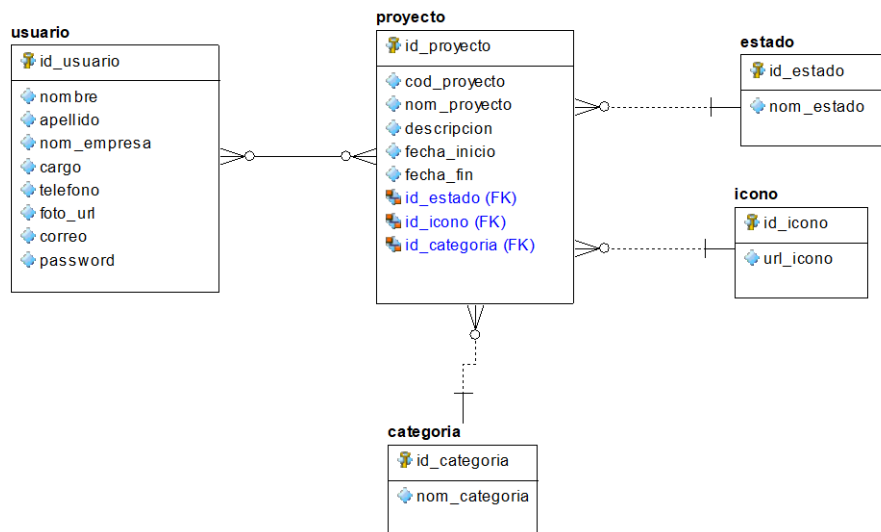 usuario
id_usuario
nombre
apellido
nom_empresa
cargo
telefono
foto_url
correo
password
proyecto
id_proyecto
cod_proyecto
nom_proyecto
descripcion
fecha_inicio
fecha_fin
id_estado (FK)
id_icono (FK)
id_categoria (FK)
estado
id_estado
nom_estado
icono
id_icono
url_icono
categoria
id_categoria
nom_categoria